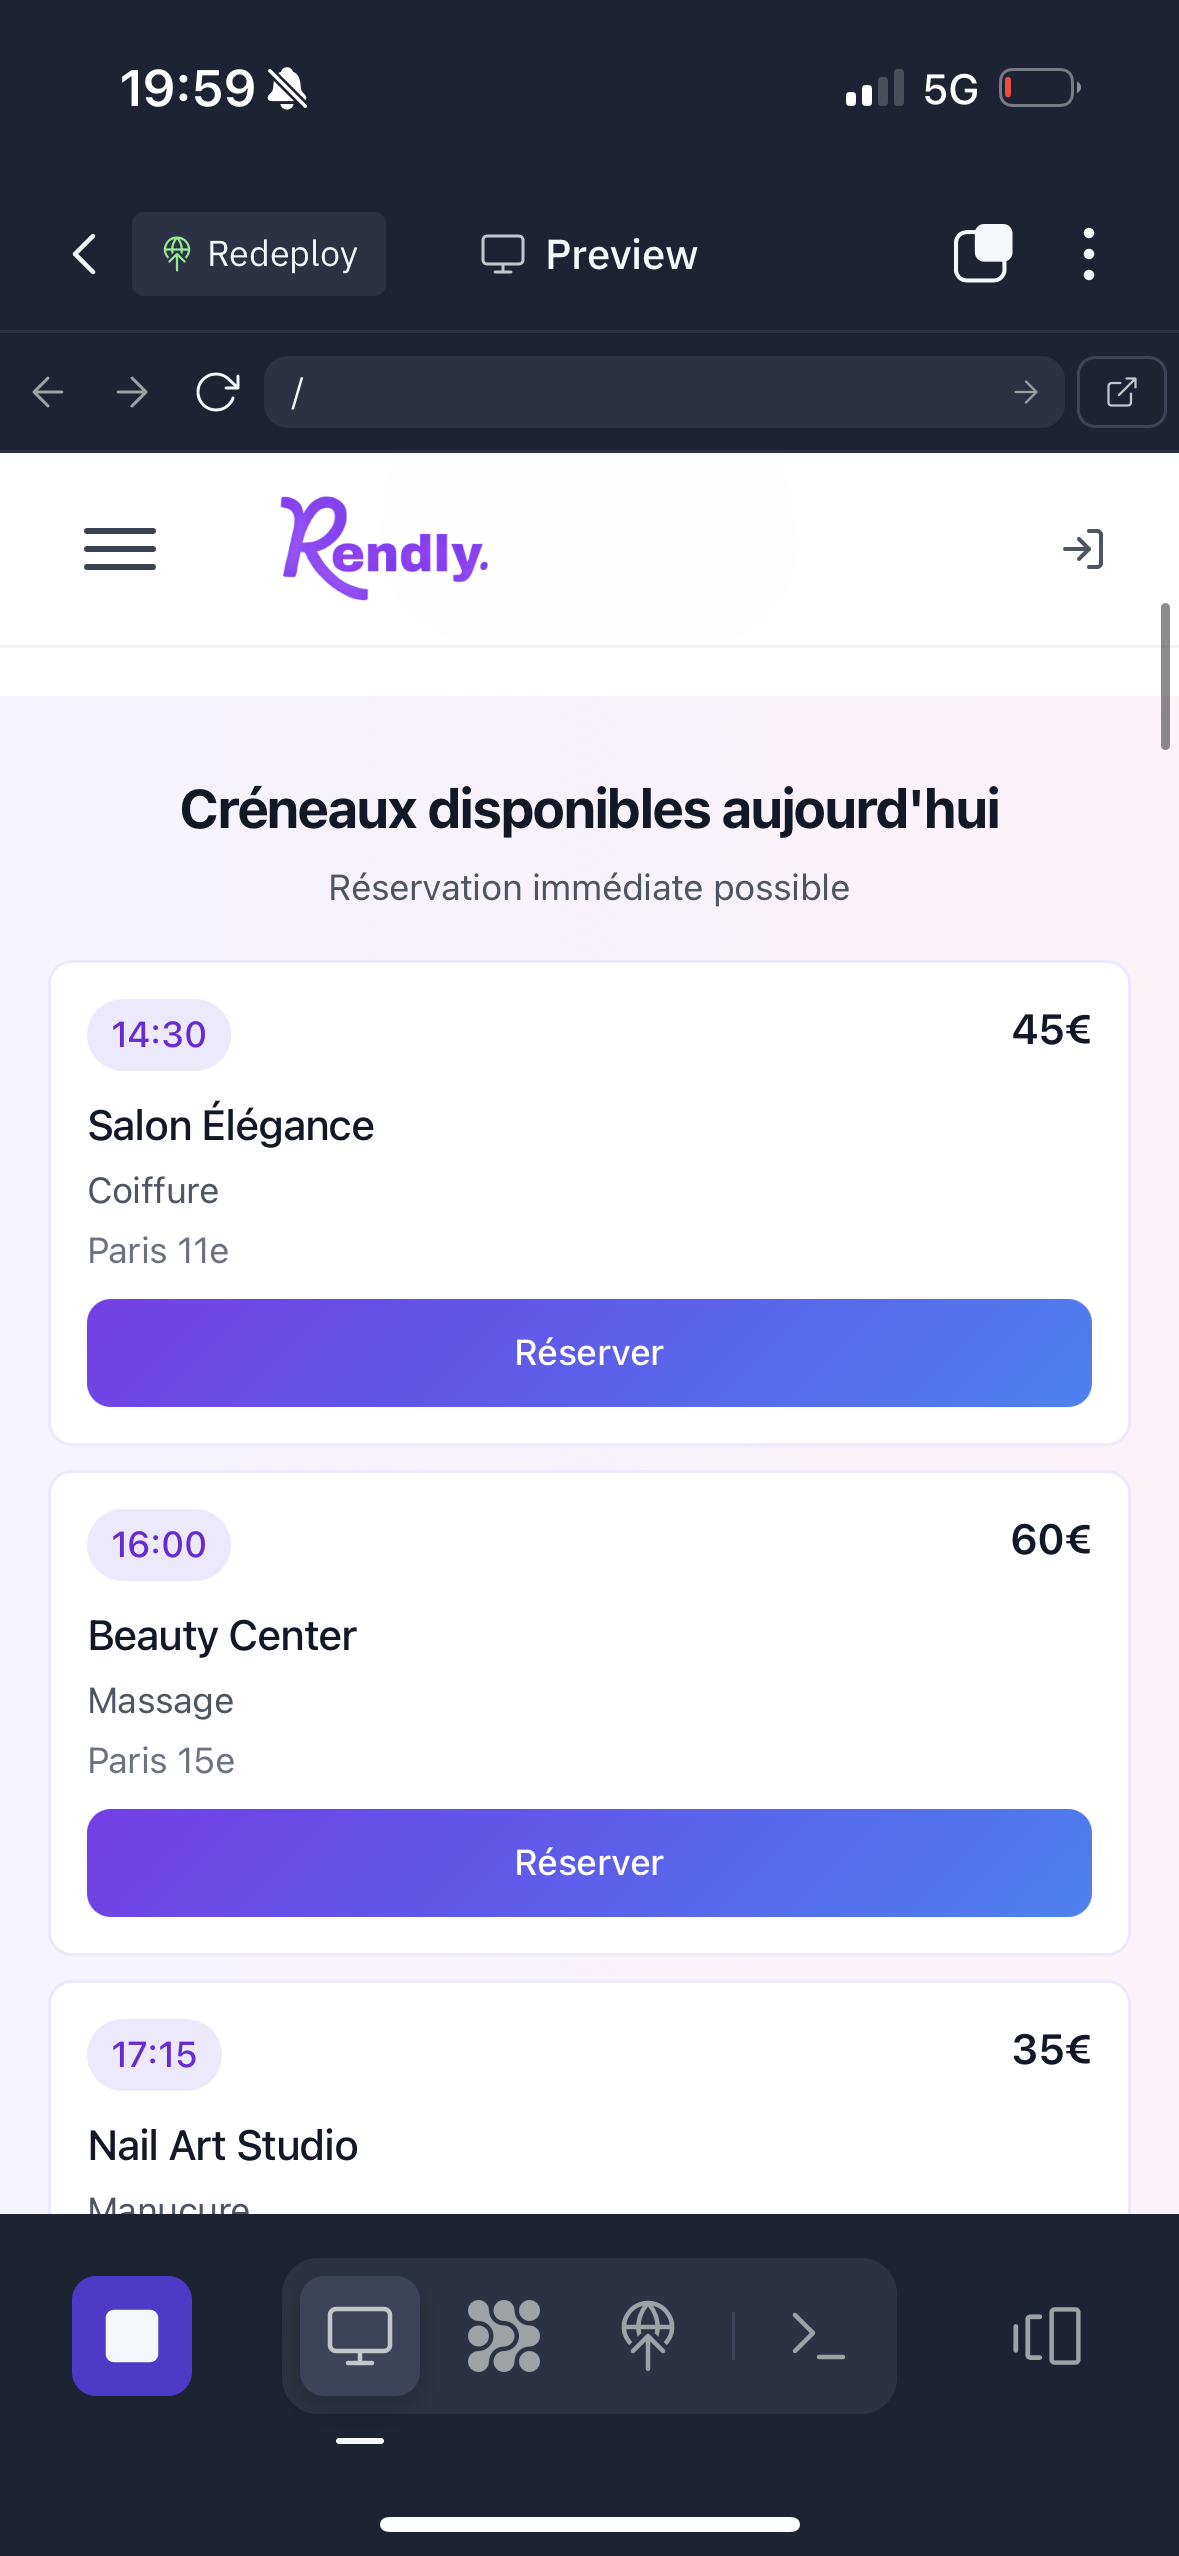 19:59
5G
Redeploy
Preview
/
Rendly.
Créneaux disponibles aujourd'hui
Réservation immédiate possible
14:30
45€
Salon Élégance
Coiffure
Paris 11e
Réserver
16:00
60€
Beauty Center
Massage
Paris 15e
Réserver
17:15
35€
Nail Art Studio
Manucure